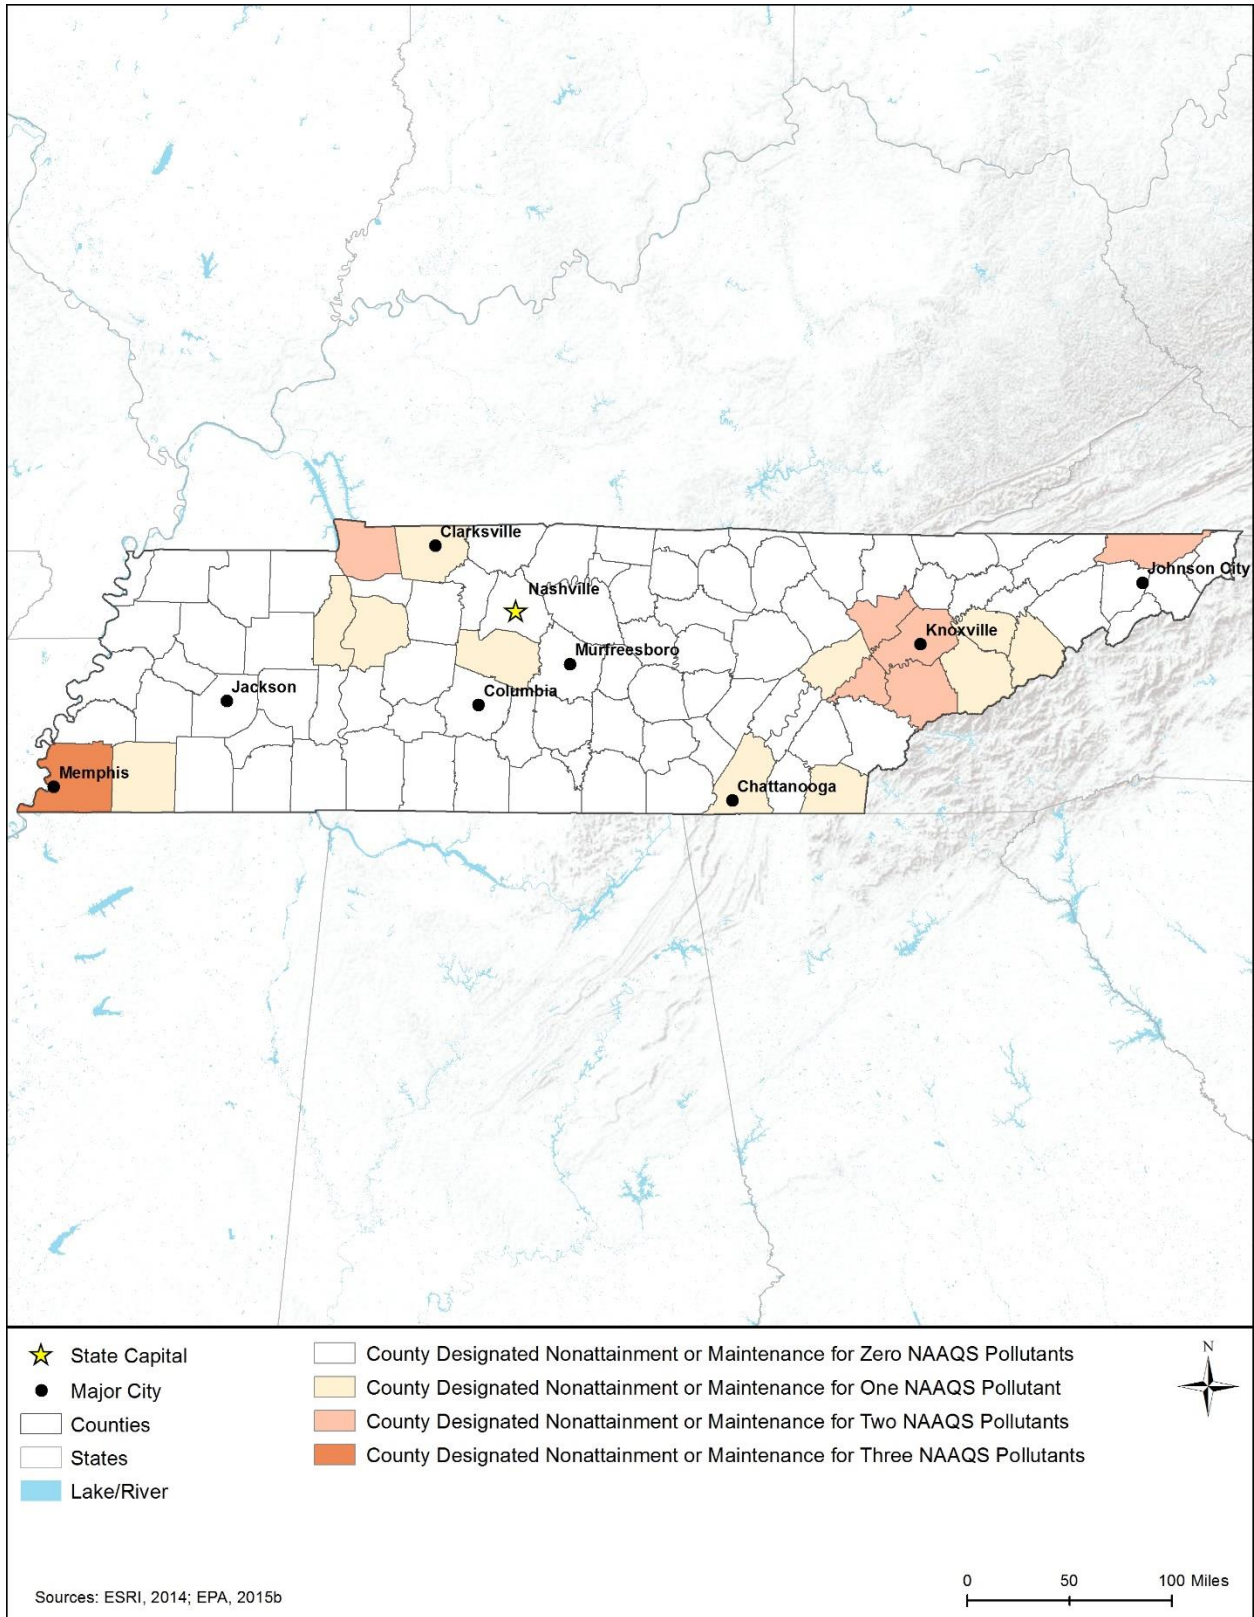 Clarksville
Nashville
Johnson City
Knoxville
Murfreesboro
Jackson
Columbia
Memphis
Chattanooga
State Capital
Major City
Counties
States
Lake/River
County Designated Nonattainment or Maintenance for Zero NAAQS Pollutants
County Designated Nonattainment or Maintenance for One NAAQS Pollutant
County Designated Nonattainment or Maintenance for Two NAAQS Pollutants
County Designated Nonattainment or Maintenance for Three NAAQS Pollutants
N
Sources: ESRI, 2014; EPA, 2015b
0 50 100 Miles